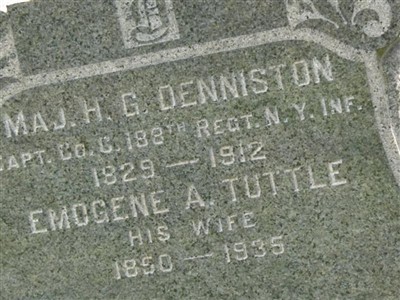 MAJ. H. G. DENNISTON
CAPT. CO. G. 188TH REGT. N. Y. INF.
1829 — 1912
EMOGENE A. TUTTLE
HIS WIFE
1850 — 1935